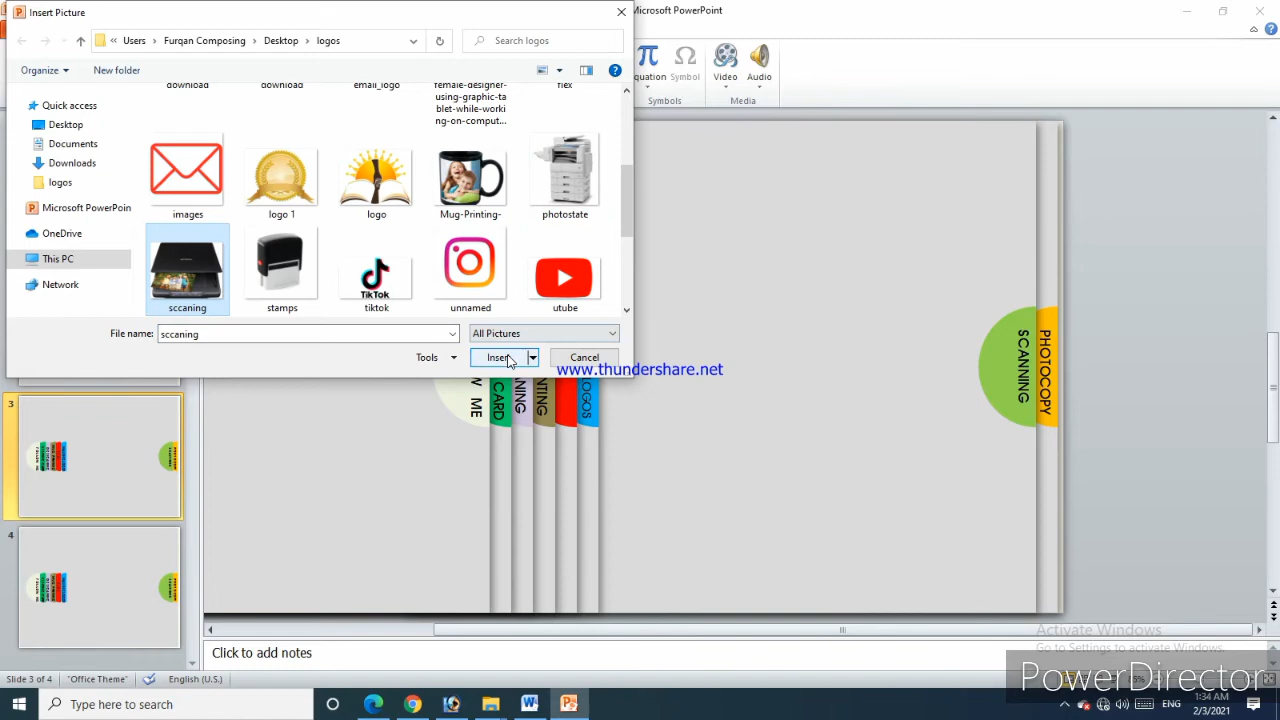 Insert Picture
Microsoft PowerPoint
Users
Furqan Composing
Desktop
logos
Search logos
Organize
New folder
Equation
Symbol
Video
Audio
Symbols
Media
download
download
email_logo
female-designer-
using-graphic-ta
blet-while-worki
ng-on-comput...
flex
Quick access
Desktop
Documents
Downloads
logos
Microsoft PowerPoin
OneDrive
This PC
Network
images
logo 1
logo
Mug-Printing-
photostate
sccaning
stamps
tiktok
unnamed
utube
TikTok
File name:
sccaning
All Pictures
Tools
Insert
Cancel
www.thundershare.net
W ME
CARD
NING
NTING
LOGOS
SCANNING
PHOTOCOPY
3
4
Click to add notes
Activate Windows
Go to Settings to activate Windows.
Slide 3 of 4
"Office Theme"
English (U.S.)
PowerDirector
Type here to search
ENG
1:34 AM
2/3/2021